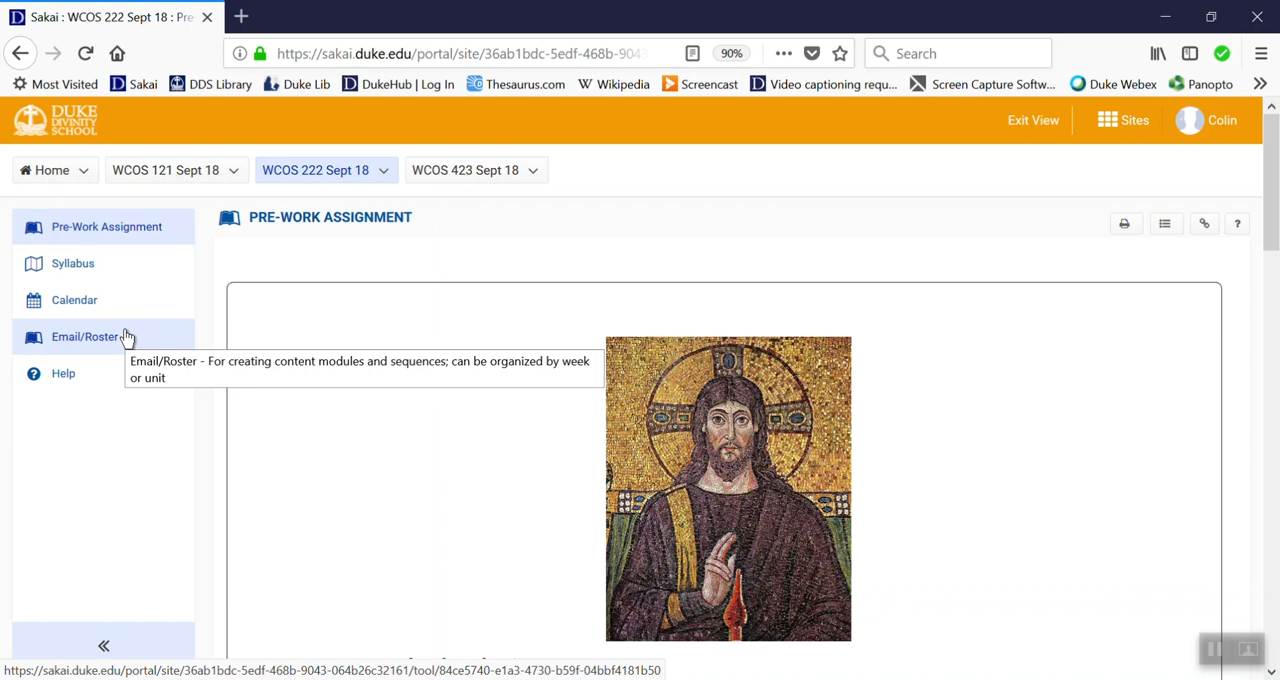 Sakai : WCOS 222 Sept 18 : Pre
https://sakai.duke.edu/portal/site/36ab1bdc-5edf-468b-9043
90%
Search
Most Visited
Sakai
DDS Library
Duke Lib
DukeHub | Log In
Thesaurus.com
Wikipedia
Screencast
Video captioning requ...
Screen Capture Softw...
Duke Webex
Panopto
DUKE
DIVINITY
SCHOOL
Exit View
Sites
Colin
Home
WCOS 121 Sept 18
WCOS 222 Sept 18
WCOS 423 Sept 18
Pre-Work Assignment
Syllabus
Calendar
Email/Roster
Help
PRE-WORK ASSIGNMENT
Email/Roster - For creating content modules and sequences; can be organized by week
or unit
https://sakai.duke.edu/portal/site/36ab1bdc-5edf-468b-9043-064b26c32161/tool/84ce5740-e1a3-4730-b59f-04bbf4181b50